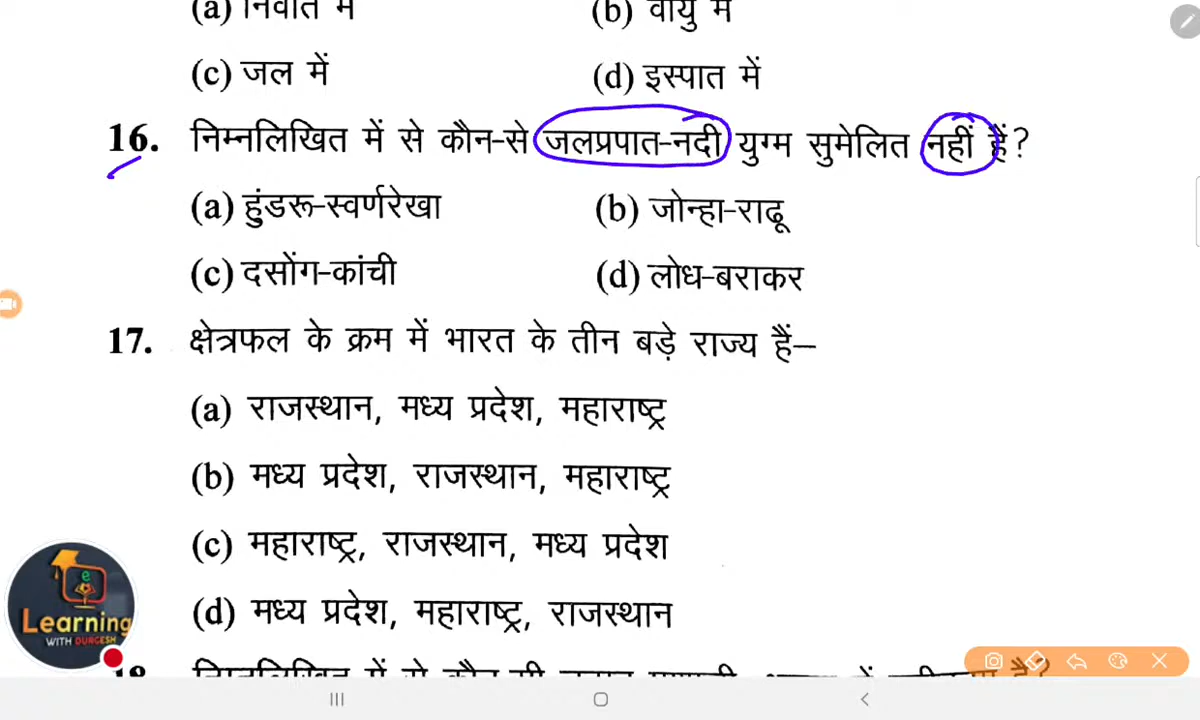 (a) निर्वात में (b) वायु में
(c) जल में (d) इस्पात में
16. निम्नलिखित में से कौन-से जलप्रपात-नदी युग्म सुमेलित नहीं हैं?
(a) हुंडरू-स्वर्णरेखा (b) जोन्हा-राढू
(c) दसोंग-कांची (d) लोध-बराकर
17. क्षेत्रफल के क्रम में भारत के तीन बड़े राज्य हैं–
(a) राजस्थान, मध्य प्रदेश, महाराष्ट्र
(b) मध्य प्रदेश, राजस्थान, महाराष्ट्र
(c) महाराष्ट्र, राजस्थान, मध्य प्रदेश
(d) मध्य प्रदेश, महाराष्ट्र, राजस्थान
e
Learning
WITH DURGESH
18. निम्नलिखित में से कौन सी